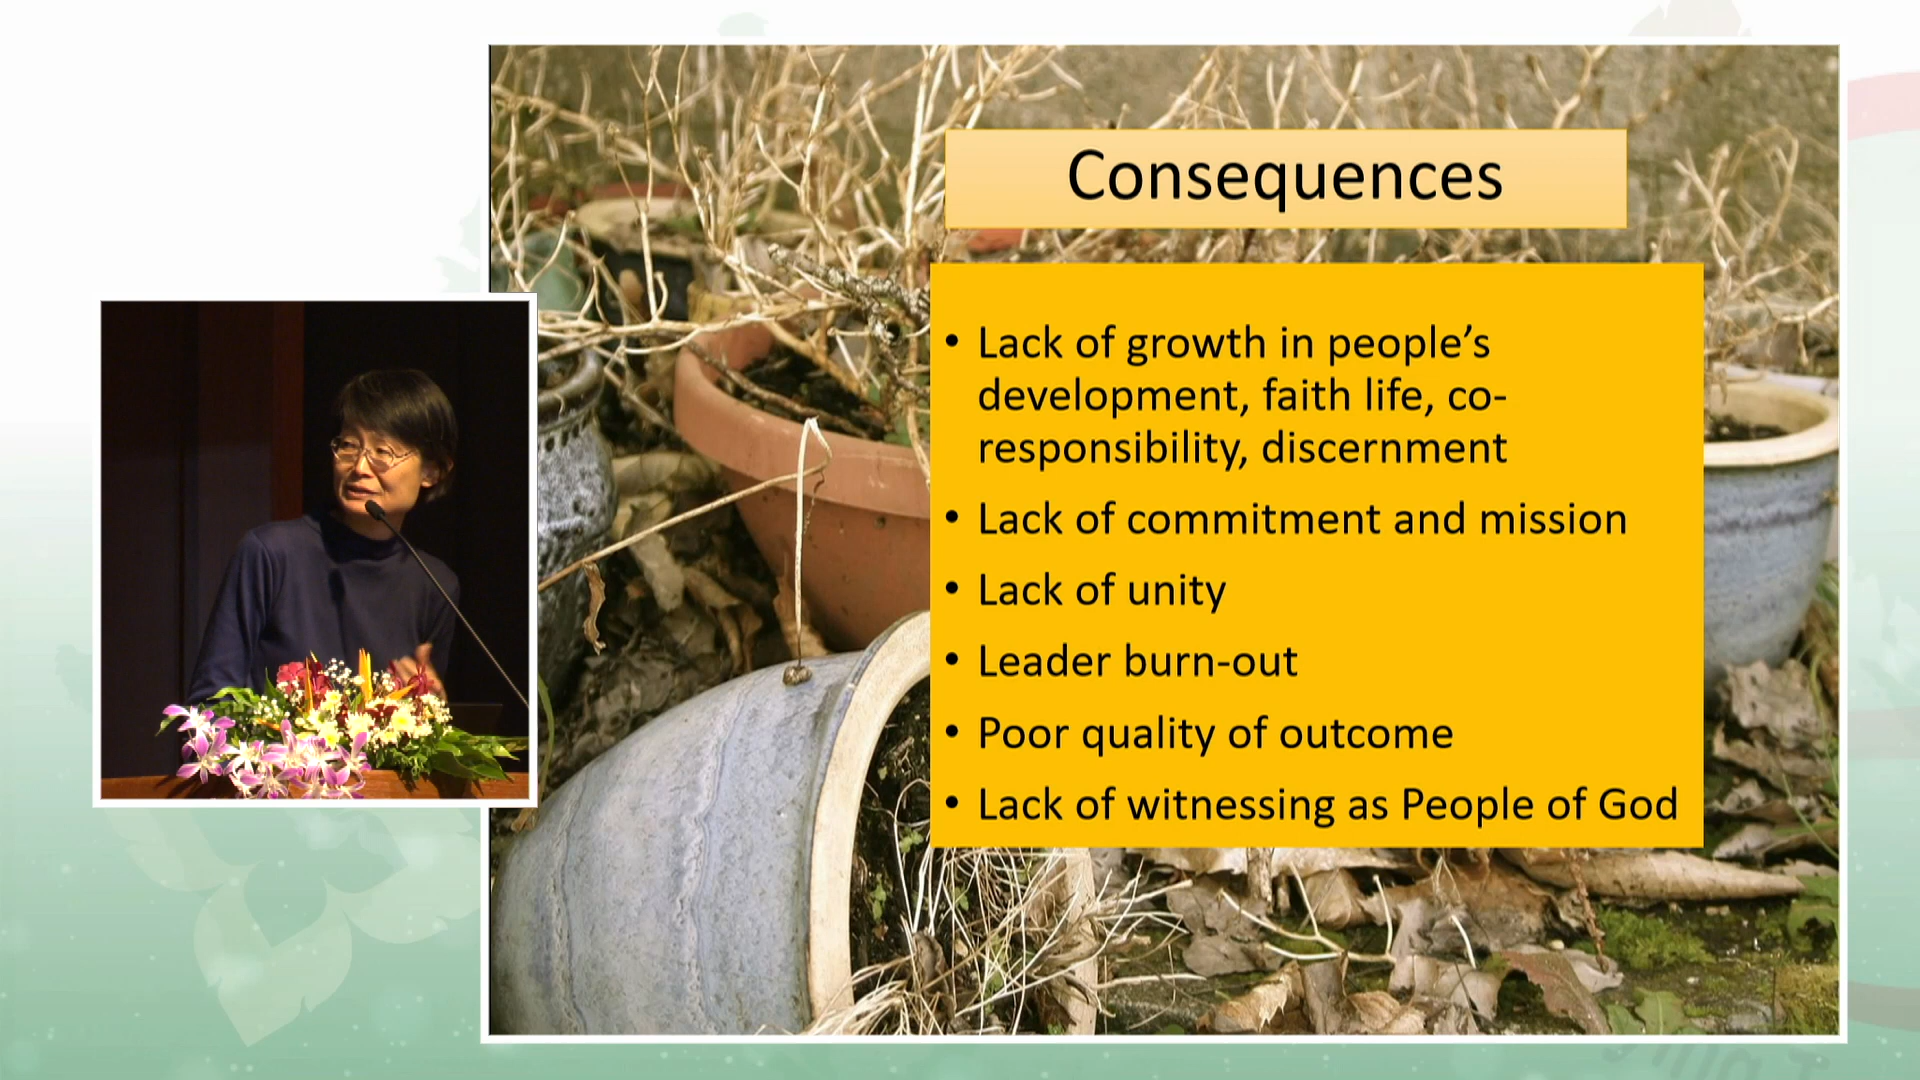 Consequences
• Lack of growth in people’s
development, faith life, co-
responsibility, discernment
• Lack of commitment and mission
• Lack of unity
• Leader burn-out
• Poor quality of outcome
• Lack of witnessing as People of God